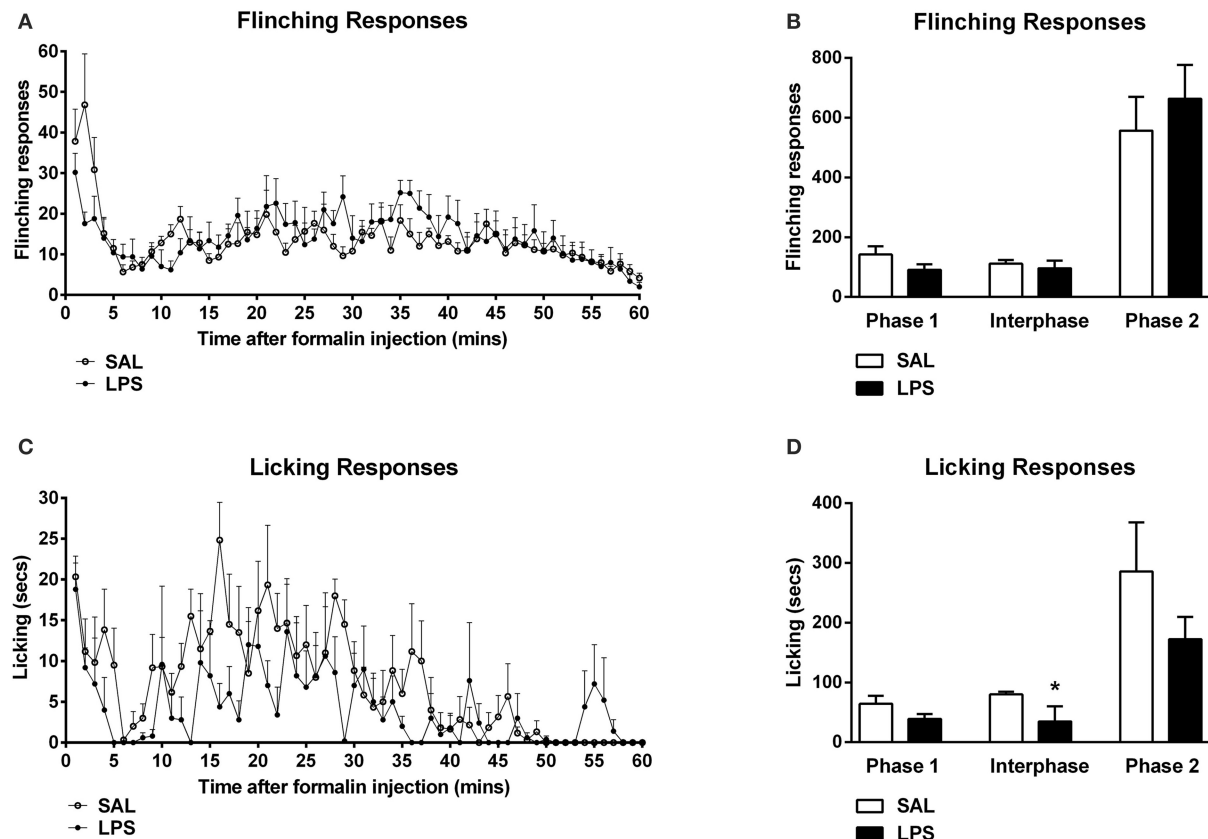 A
Flinching Responses
Flinching responses
60
50
40
30
20
10
0
0 5 10 15 20 25 30 35 40 45 50 55 60
Time after formalin injection (mins)
SAL
LPS
B
Flinching Responses
Flinching responses
800
600
400
200
0
Phase 1 Interphase Phase 2
SAL
LPS
C
Licking Responses
Licking (secs)
30
25
20
15
10
5
0
0 5 10 15 20 25 30 35 40 45 50 55 60
Time after formalin injection (mins)
SAL
LPS
D
Licking Responses
Licking (secs)
400
300
200
100
0
*
Phase 1 Interphase Phase 2
SAL
LPS